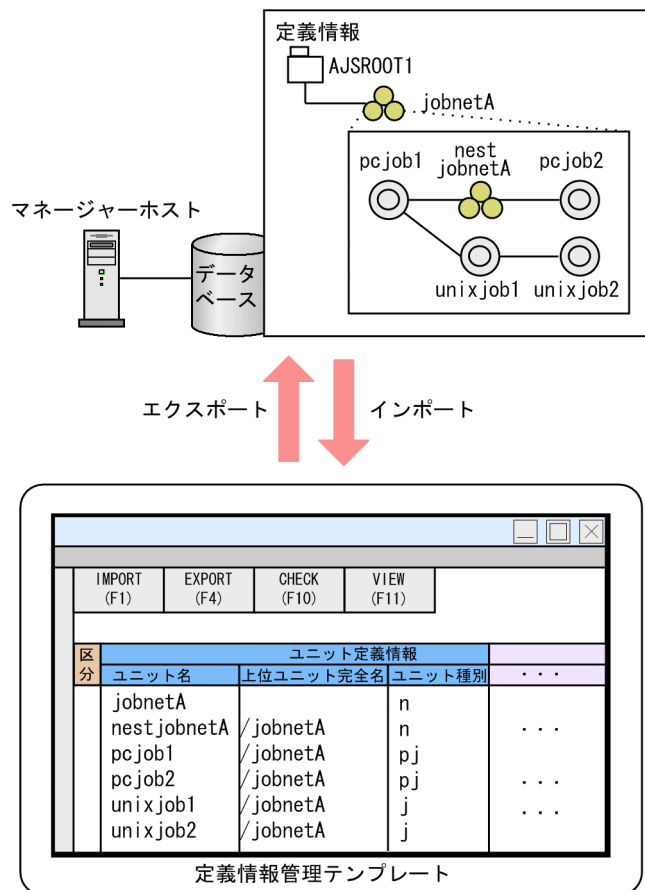 定義情報
AJSROOT1
jobnetA
pcjob1
nest
jobnetA
pcjob2
unixjob1
unixjob2
マネージャーホスト
データ
ベース
エクスポート
インポート
IMPORT
(F1)
EXPORT
(F4)
CHECK
(F10)
VIEW
(F11)
区分
ユニット定義情報
ユニット名 上位ユニット完全名 ユニット種別 ・・・
jobnetA n
nestjobnetA /jobnetA n ・・・
pcjob1 /jobnetA pj
pcjob2 /jobnetA pj ・・・
unixjob1 /jobnetA j ・・・
unixjob2 /jobnetA j
定義情報管理テンプレート